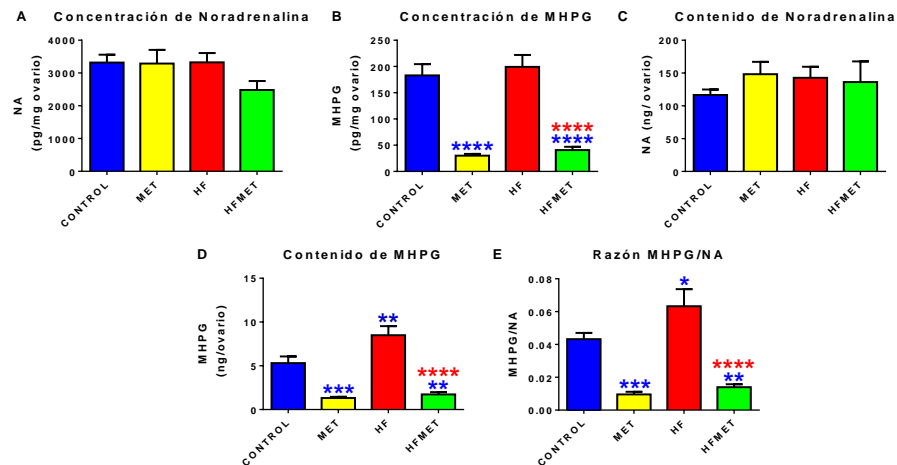 A Concentración de Noradrenalina
NA
(pg/mg ovario)
4000
3000
2000
1000
0
CONTROL
MET
HF
HFMET
B Concentración de MHPG
MHPG
(pg/mg ovario)
250
200
150
100
50
0
****
****
****
CONTROL
MET
HF
HFMET
C Contenido de Noradrenalina
NA (ng/ovario)
200
150
100
50
0
CONTROL
MET
HF
HFMET
D Contenido de MHPG
MHPG
(ng/ovario)
15
10
5
0
***
**
****
**
CONTROL
MET
HF
HFMET
E Razón MHPG/NA
MHPG/NA
0.08
0.06
0.04
0.02
0.00
***
*
****
**
CONTROL
MET
HF
HFMET